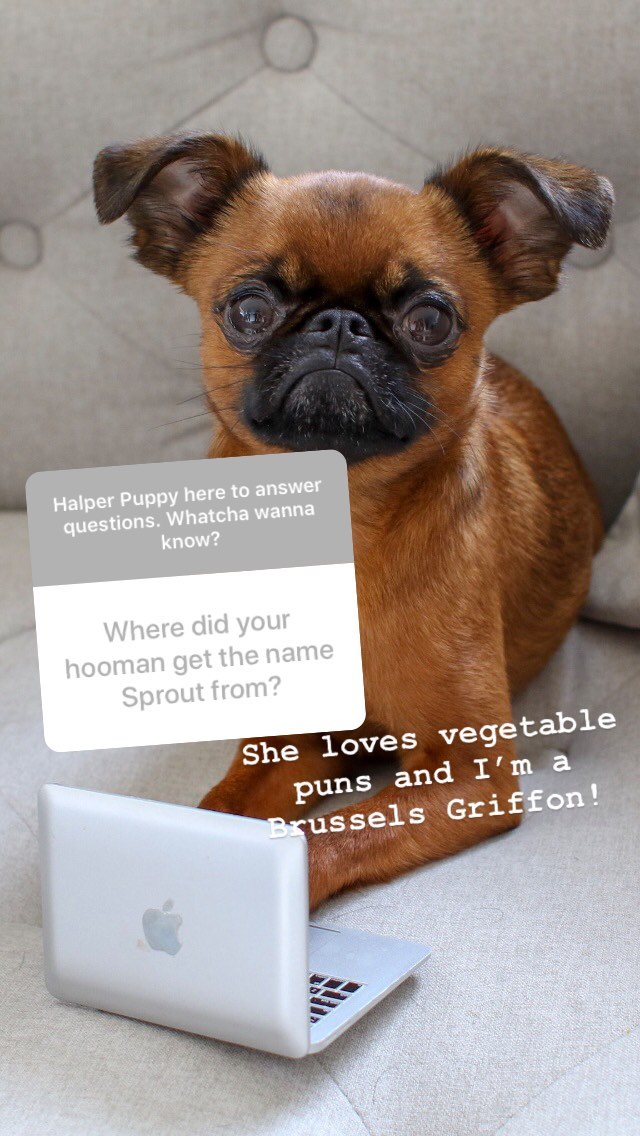 Halper Puppy here to answer
questions. Whatcha wanna
know?
Where did your
hooman get the name
Sprout from?
She loves vegetable
puns and I'm a
Brussels Griffon!